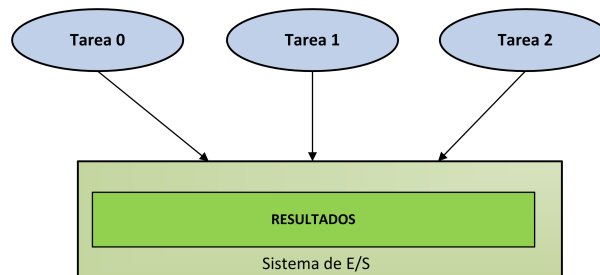 Tarea 0
Tarea 1
Tarea 2
RESULTADOS
Sistema de E/S